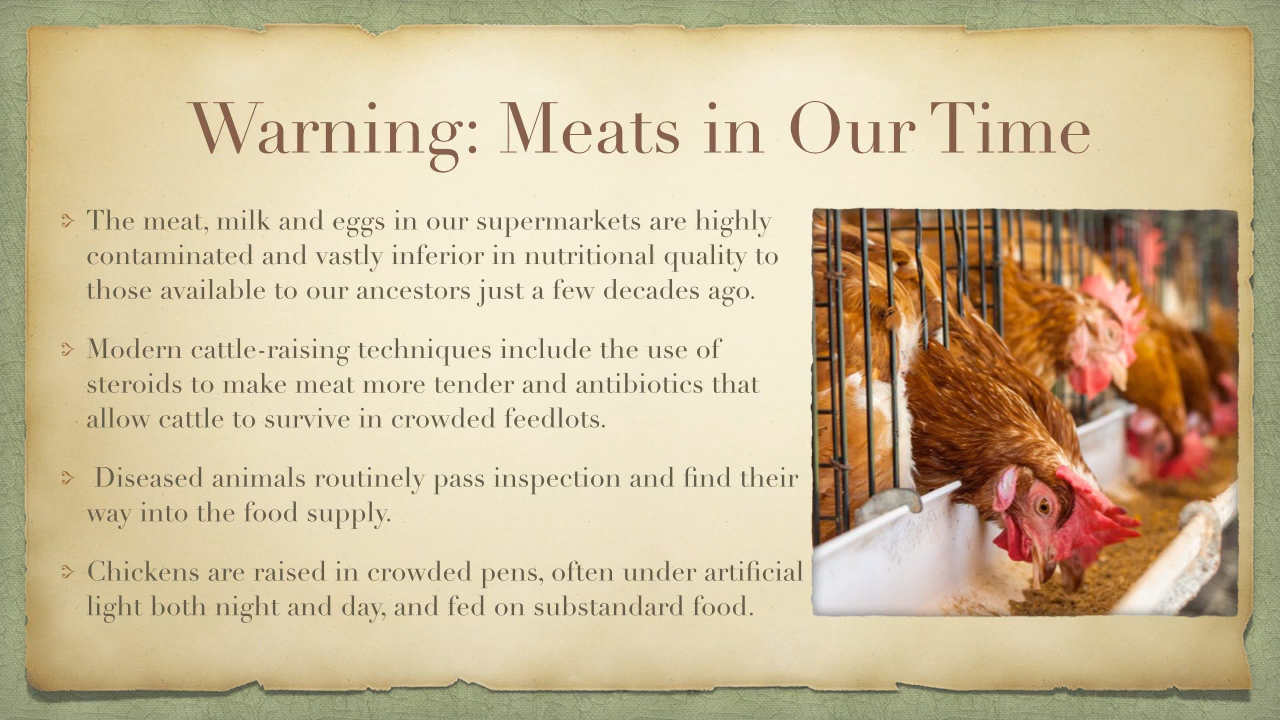 Warning: Meats in Our Time
The meat, milk and eggs in our supermarkets are highly
contaminated and vastly inferior in nutritional quality to
those available to our ancestors just a few decades ago.
Modern cattle-raising techniques include the use of
steroids to make meat more tender and antibiotics that
allow cattle to survive in crowded feedlots.
Diseased animals routinely pass inspection and find their
way into the food supply.
Chickens are raised in crowded pens, often under artificial
light both night and day, and fed on substandard food.